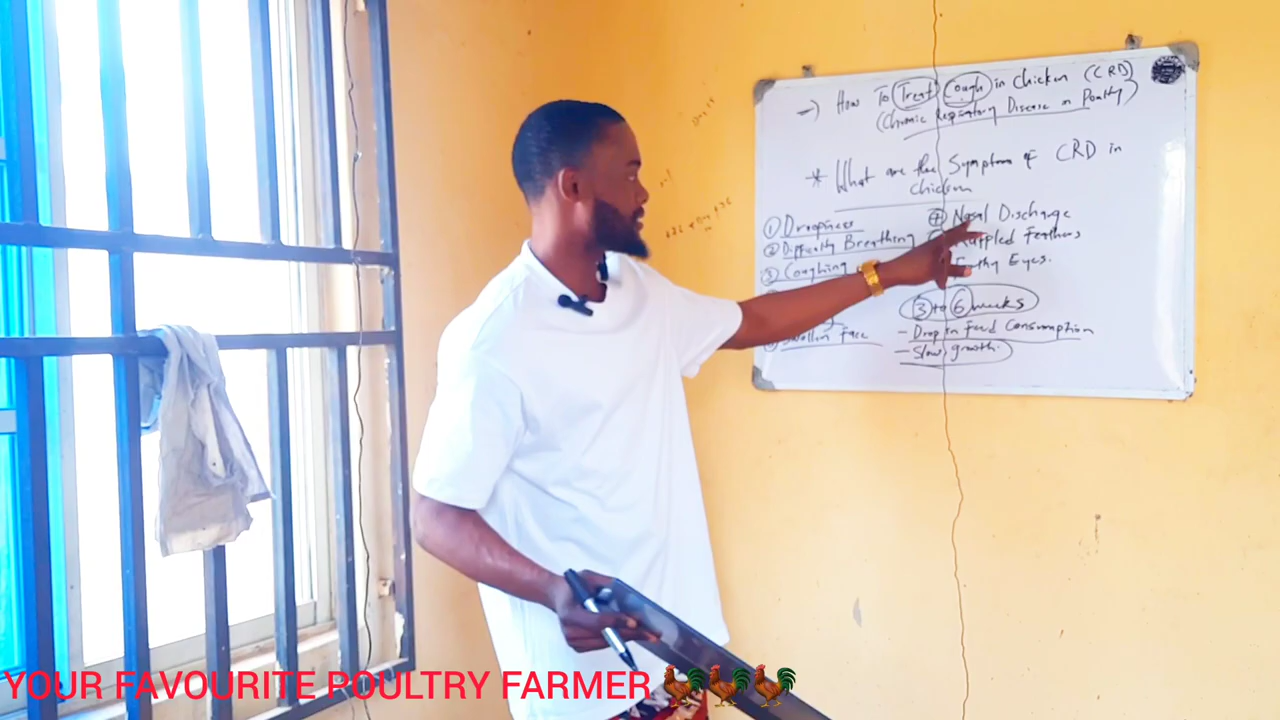 →) How To Treat Cough in Chicken (CRD)
(Chronic Respiratory Disease in Poultry)
* What are the Symptom of CRD in
Chicken
① Droopiness
② Difficulty Breathing
③ Coughing
Swollen Face
⑦ Nasal Discharge
Ruffled Feathers
Frothy Eyes.
3 to 6 weeks
- Drop in feed Consumption
- Slow growth.
YOUR FAVOURITE POULTRY FARMER 🐓🐓🐓